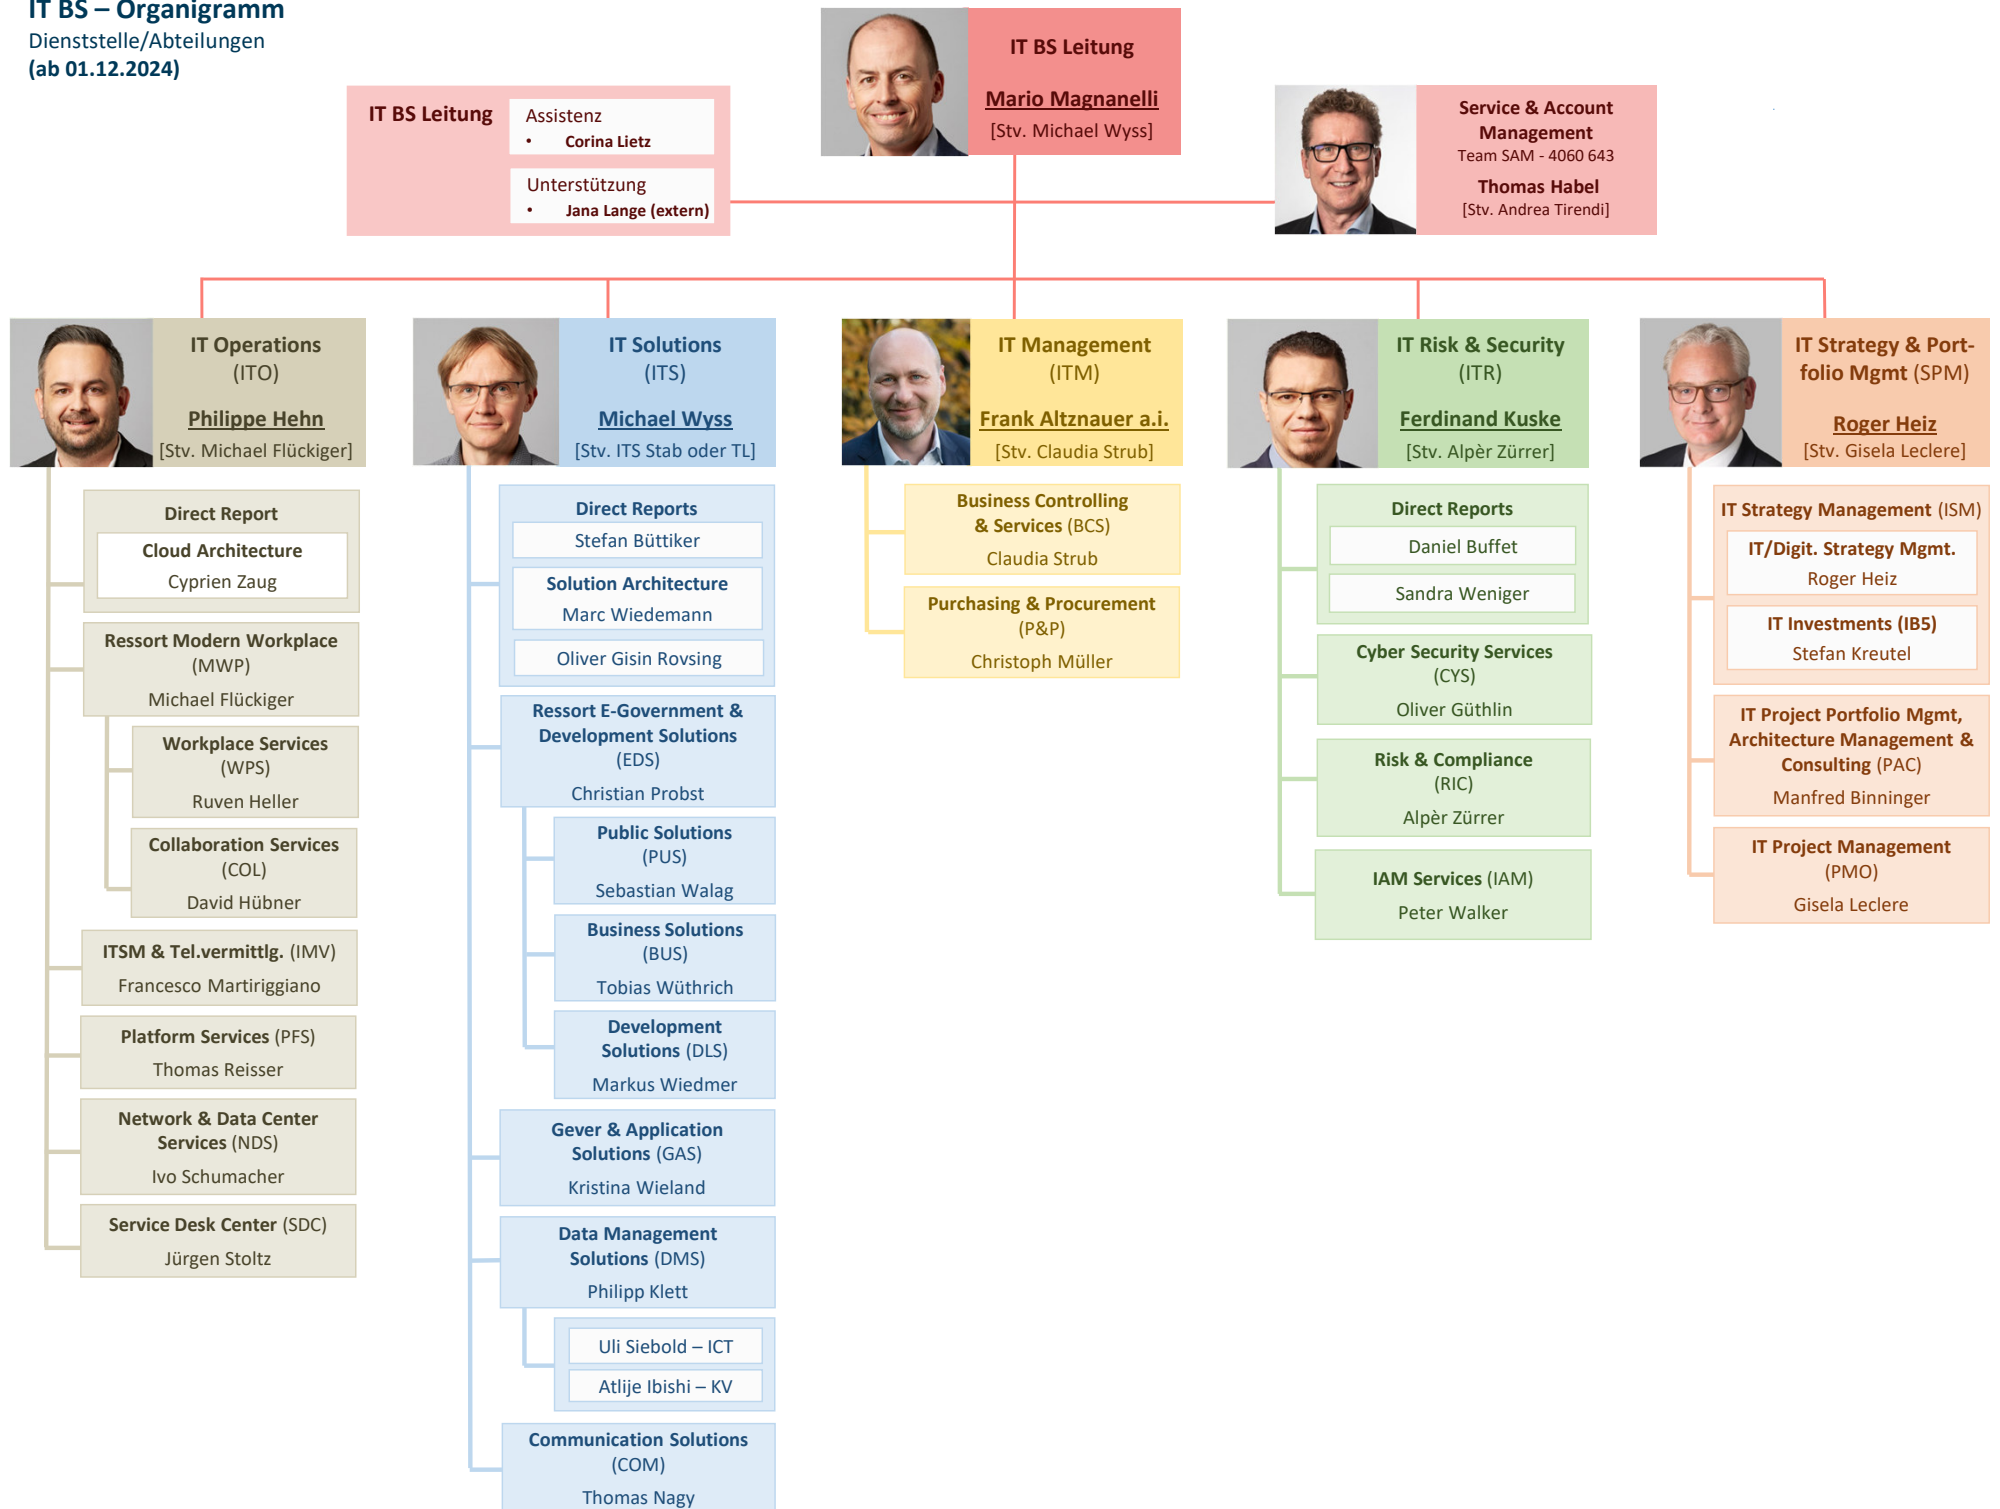 IT BS – Organigramm
Dienststelle/Abteilungen
(ab 01.12.2024)
IT BS Leitung
Mario Magnanelli
[Stv. Michael Wyss]
IT BS Leitung
Assistenz
• Corina Lietz
Unterstützung
• Jana Lange (extern)
Service & Account
Management
Team SAM - 4060 643
Thomas Habel
[Stv. Andrea Tirendi]
IT Operations
(ITO)
Philippe Hehn
[Stv. Michael Flückiger]
Direct Report
Cloud Architecture
Cyprien Zaug
Ressort Modern Workplace
(MWP)
Michael Flückiger
Workplace Services
(WPS)
Ruven Heller
Collaboration Services
(COL)
David Hübner
ITSM & Tel.vermittlg. (IMV)
Francesco Martiriggiano
Platform Services (PFS)
Thomas Reisser
Network & Data Center
Services (NDS)
Ivo Schumacher
Service Desk Center (SDC)
Jürgen Stoltz
IT Solutions
(ITS)
Michael Wyss
[Stv. ITS Stab oder TL]
Direct Reports
Stefan Büttiker
Solution Architecture
Marc Wiedemann
Oliver Gisin Rovsing
Ressort E-Government &
Development Solutions
(EDS)
Christian Probst
Public Solutions
(PUS)
Sebastian Walag
Business Solutions
(BUS)
Tobias Wüthrich
Development
Solutions (DLS)
Markus Wiedmer
Gever & Application
Solutions (GAS)
Kristina Wieland
Data Management
Solutions (DMS)
Philipp Klett
Uli Siebold – ICT
Atlije Ibishi – KV
Communication Solutions
(COM)
Thomas Nagy
IT Management
(ITM)
Frank Altznauer a.i.
[Stv. Claudia Strub]
Business Controlling
& Services (BCS)
Claudia Strub
Purchasing & Procurement
(P&P)
Christoph Müller
IT Risk & Security
(ITR)
Ferdinand Kuske
[Stv. Alpèr Zürrer]
Direct Reports
Daniel Buffet
Sandra Weniger
Cyber Security Services
(CYS)
Oliver Güthlin
Risk & Compliance
(RIC)
Alpèr Zürrer
IAM Services (IAM)
Peter Walker
IT Strategy & Port-
folio Mgmt (SPM)
Roger Heiz
[Stv. Gisela Leclere]
IT Strategy Management (ISM)
IT/Digit. Strategy Mgmt.
Roger Heiz
IT Investments (IB5)
Stefan Kreutel
IT Project Portfolio Mgmt,
Architecture Management &
Consulting (PAC)
Manfred Binninger
IT Project Management
(PMO)
Gisela Leclere